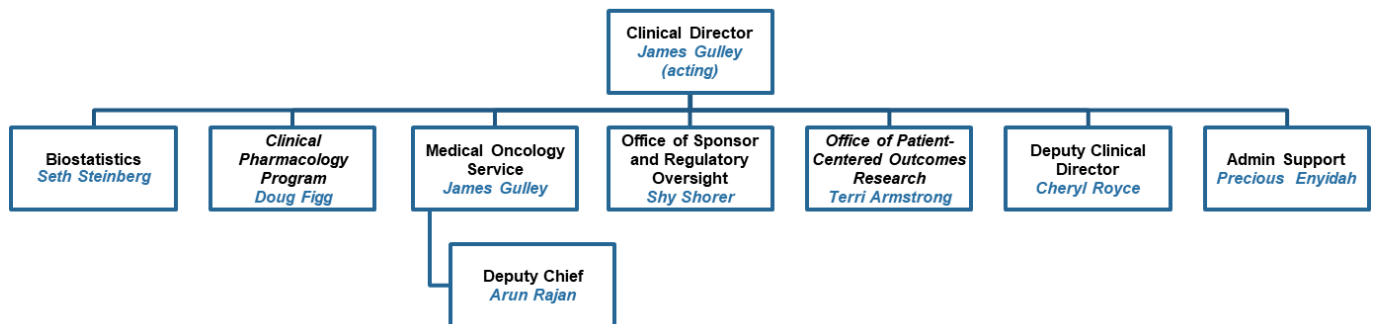 Clinical Director
James Gulley
(acting)
Biostatistics
Seth Steinberg
Clinical
Pharmacology
Program
Doug Figg
Medical Oncology
Service
James Gulley
Office of Sponsor
and Regulatory
Oversight
Shy Shorer
Office of Patient-
Centered Outcomes
Research
Terri Armstrong
Deputy Clinical
Director
Cheryl Royce
Admin Support
Precious Enyidah
Deputy Chief
Arun Rajan